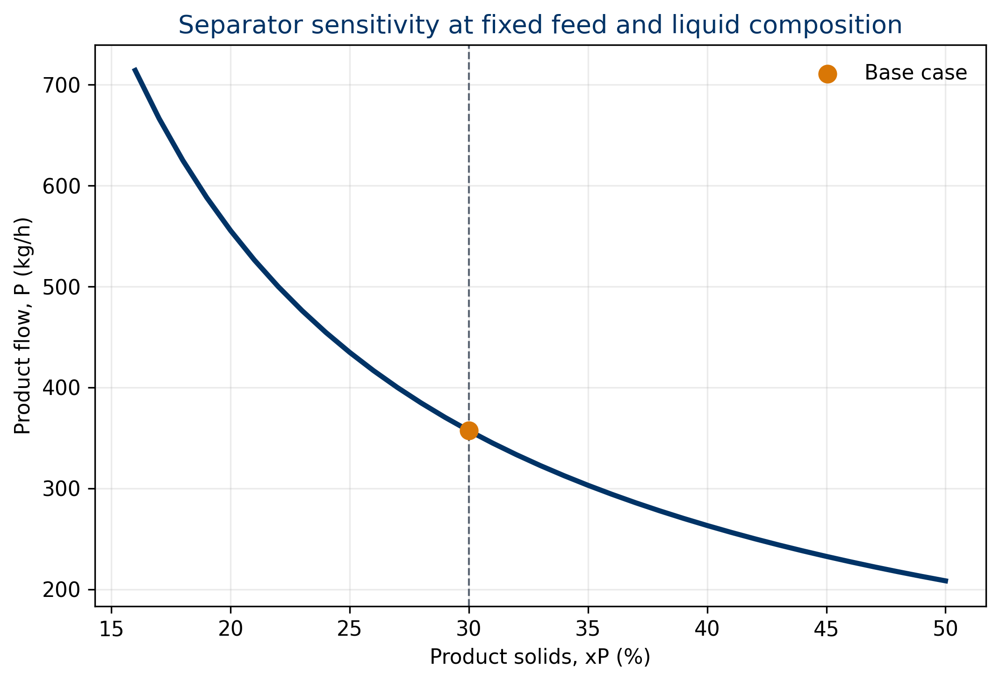 Separator sensitivity at fixed feed and liquid composition
Base case
Product flow, P (kg/h)
700
600
500
400
300
200
15 20 25 30 35 40 45 50
Product solids, xP (%)